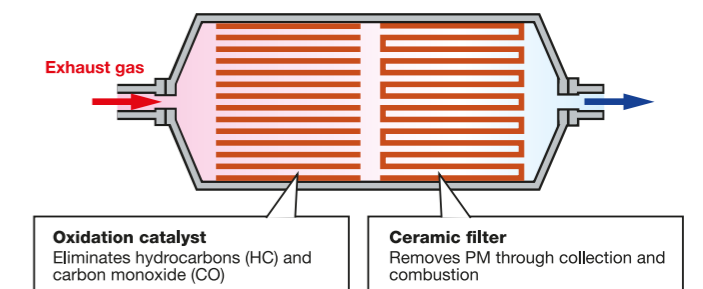 Exhaust gas
Oxidation catalyst
Eliminates hydrocarbons (HC) and
carbon monoxide (CO)
Ceramic filter
Removes PM through collection and
combustion